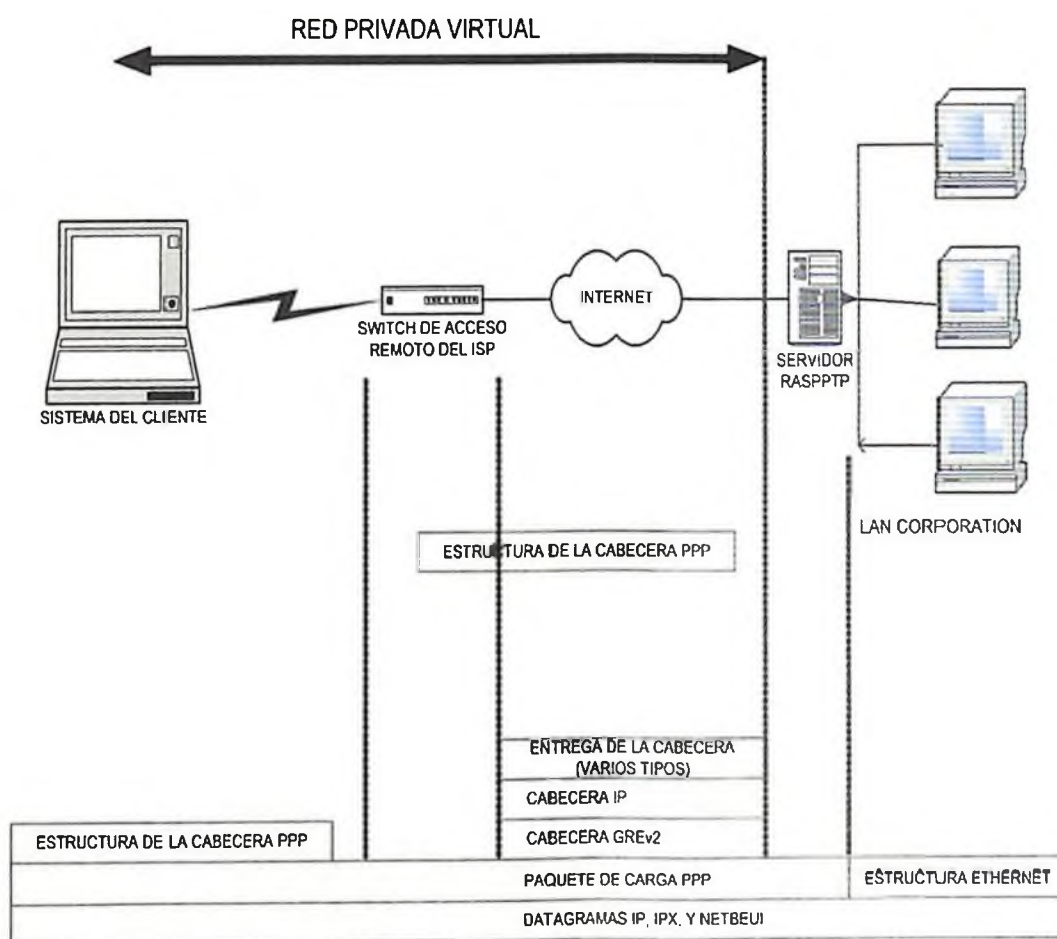 RED PRIVADA VIRTUAL
INTERNET
SWITCH DE ACCESO
REMOTO DEL ISP
SERVIDOR
RASPPTP
SISTEMA DEL CLIENTE
LAN CORPORATION
ESTRUCTURA DE LA CABECERA PPP
ENTREGA DE LA CABECERA
(VARIOS TIPOS)
CABECERA IP
ESTRUCTURA DE LA CABECERA PPP
CABECERA GREv2
PAQUETE DE CARGA PPP
ESTRUCTURA ETHERNET
DATAGRAMAS IP, IPX, Y NETBEUI